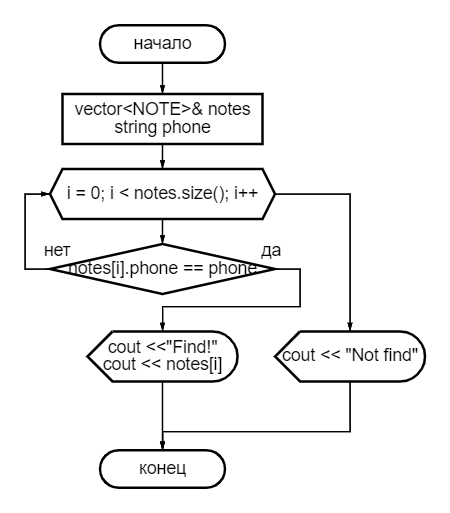 начало
vector<NOTE>& notes
string phone
i = 0; i < notes.size(); i++
нет
да
notes[i].phone == phone
cout <<"Find!"
cout << notes[i]
cout << "Not find"
конец